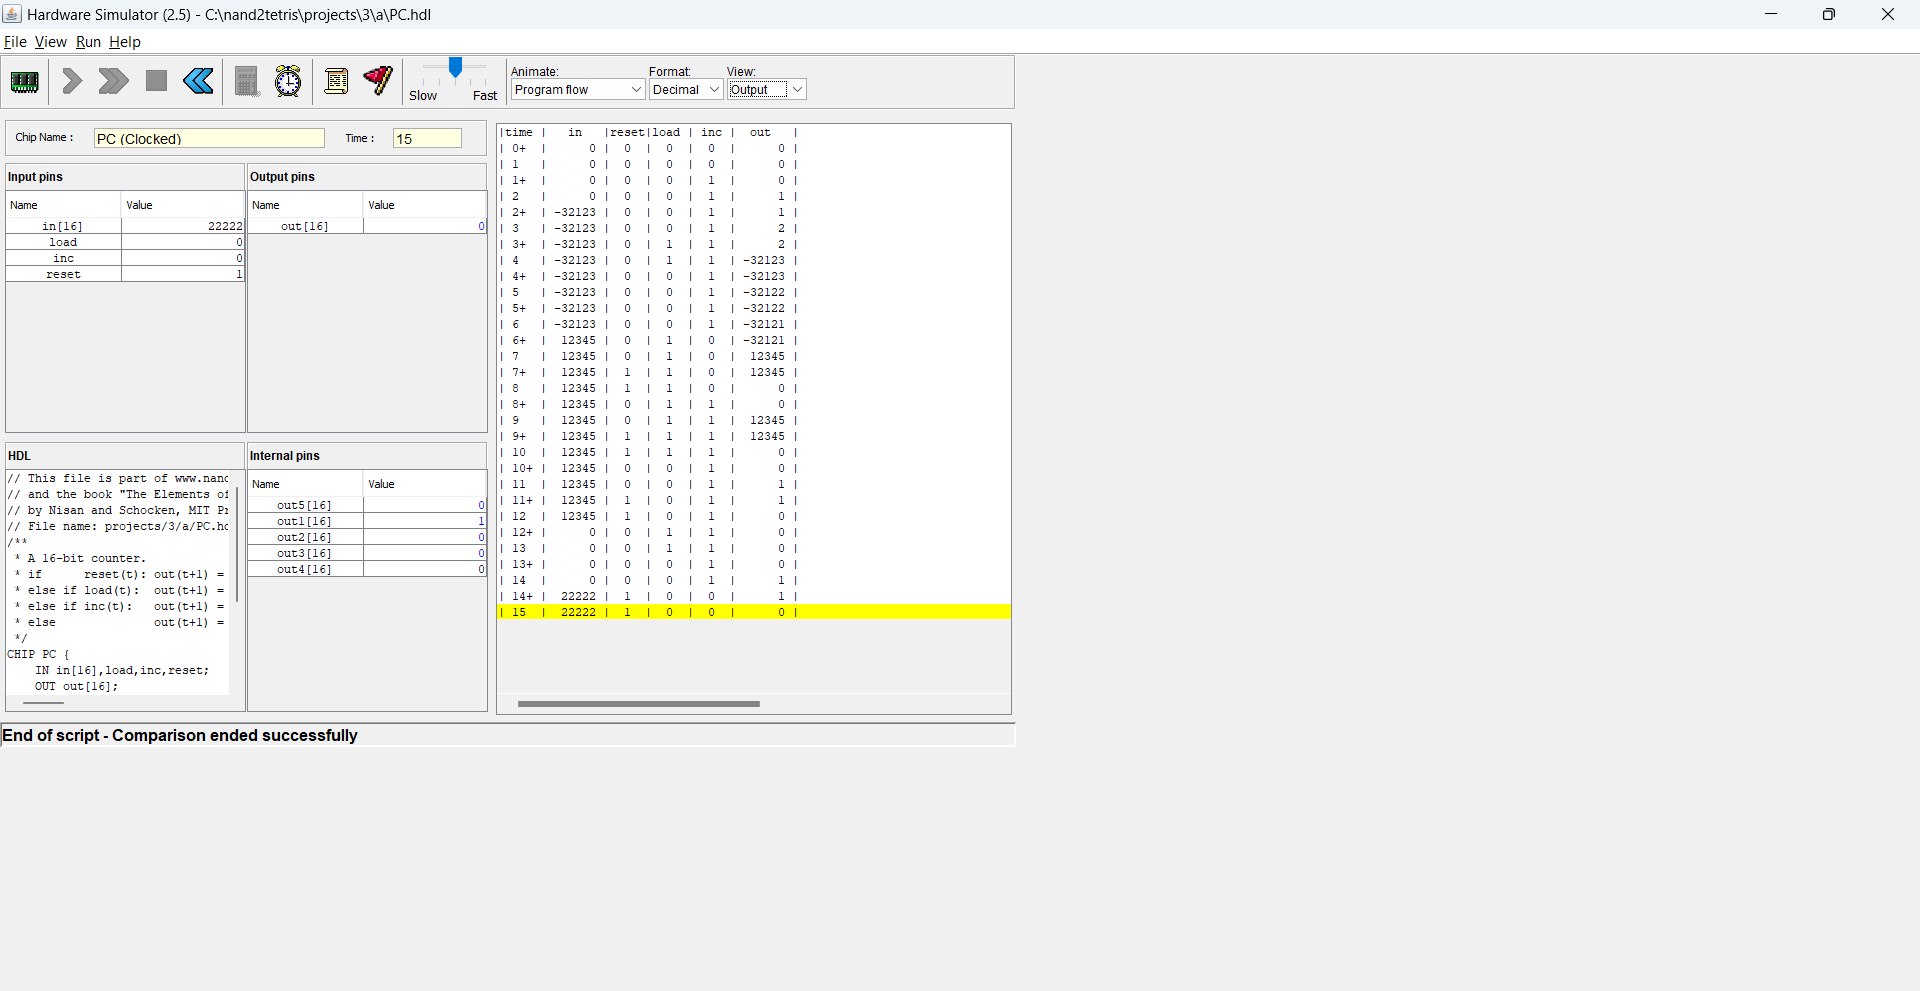 Hardware Simulator (2.5) - C:\nand2tetris\projects\3\a\PC.hdl
File View Run Help
Slow Fast
Animate: Format: View:
Program flow Decimal Output
Chip Name : PC (Clocked) Time : 15
Input pins
Name Value
in[16] 22222
load 0
inc 0
reset 1
Output pins
Name Value
out[16] 0
HDL
// This file is part of www.nand
// and the book "The Elements of
// by Nisan and Schocken, MIT Pr
// File name: projects/3/a/PC.hd
/**
* A 16-bit counter.
* if reset(t): out(t+1) =
* else if load(t): out(t+1) =
* else if inc(t): out(t+1) =
* else out(t+1) =
*/
CHIP PC {
IN in[16],load,inc,reset;
OUT out[16];
Internal pins
Name Value
out5[16] 0
out1[16] 1
out2[16] 0
out3[16] 0
out4[16] 0
|time | in |reset|load | inc | out |
| 0+ | 0 | 0 | 0 | 0 | 0 |
| 1 | 0 | 0 | 0 | 0 | 0 |
| 1+ | 0 | 0 | 0 | 1 | 0 |
| 2 | 0 | 0 | 0 | 1 | 1 |
| 2+ | -32123 | 0 | 0 | 1 | 1 |
| 3 | -32123 | 0 | 0 | 1 | 2 |
| 3+ | -32123 | 0 | 1 | 1 | 2 |
| 4 | -32123 | 0 | 1 | 1 | -32123 |
| 4+ | -32123 | 0 | 0 | 1 | -32123 |
| 5 | -32123 | 0 | 0 | 1 | -32122 |
| 5+ | -32123 | 0 | 0 | 1 | -32122 |
| 6 | -32123 | 0 | 0 | 1 | -32121 |
| 6+ | 12345 | 0 | 1 | 0 | -32121 |
| 7 | 12345 | 0 | 1 | 0 | 12345 |
| 7+ | 12345 | 1 | 1 | 0 | 12345 |
| 8 | 12345 | 1 | 1 | 0 | 0 |
| 8+ | 12345 | 0 | 1 | 1 | 0 |
| 9 | 12345 | 0 | 1 | 1 | 12345 |
| 9+ | 12345 | 1 | 1 | 1 | 12345 |
| 10 | 12345 | 1 | 1 | 1 | 0 |
| 10+ | 12345 | 0 | 0 | 1 | 0 |
| 11 | 12345 | 0 | 0 | 1 | 1 |
| 11+ | 12345 | 1 | 0 | 1 | 1 |
| 12 | 12345 | 1 | 0 | 1 | 0 |
| 12+ | 0 | 0 | 1 | 1 | 0 |
| 13 | 0 | 0 | 1 | 1 | 0 |
| 13+ | 0 | 0 | 0 | 1 | 0 |
| 14 | 0 | 0 | 0 | 1 | 1 |
| 14+ | 22222 | 1 | 0 | 0 | 1 |
| 15 | 22222 | 1 | 0 | 0 | 0 |
End of script - Comparison ended successfully